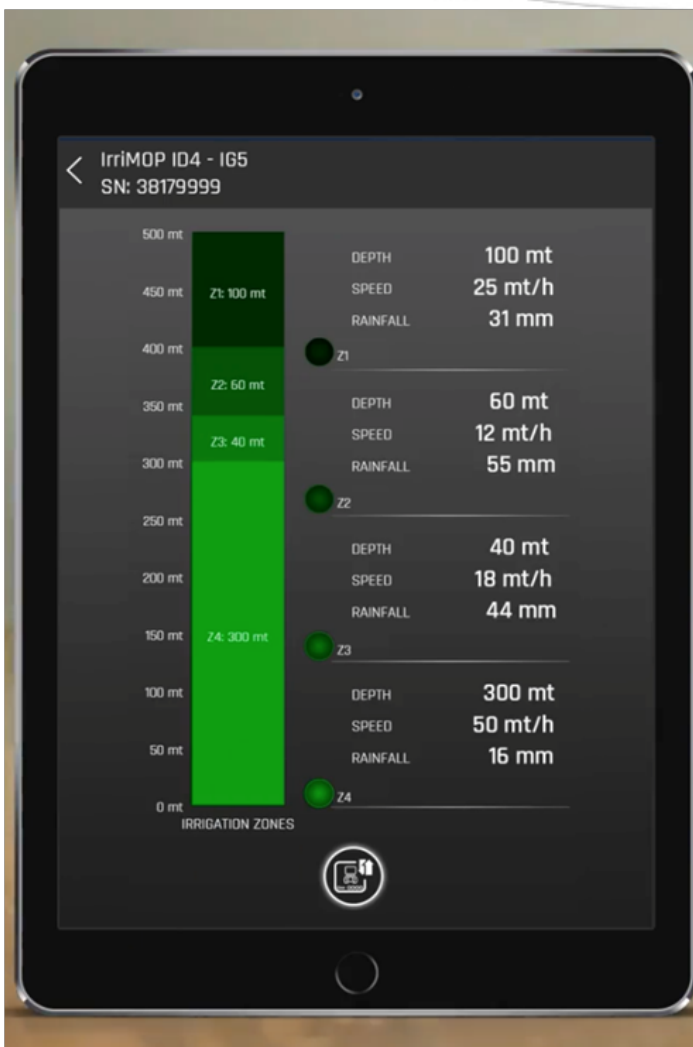 IrriMOP ID4 - IG5
SN: 38179999
500 mt
450 mt
400 mt
350 mt
300 mt
250 mt
200 mt
150 mt
100 mt
50 mt
0 mt
Z1: 100 mt
Z2: 60 mt
Z3: 40 mt
Z4: 300 mt
IRRIGATION ZONES
DEPTH 100 mt
SPEED 25 mt/h
RAINFALL 31 mm
Z1
DEPTH 60 mt
SPEED 12 mt/h
RAINFALL 55 mm
Z2
DEPTH 40 mt
SPEED 18 mt/h
RAINFALL 44 mm
Z3
DEPTH 300 mt
SPEED 50 mt/h
RAINFALL 16 mm
Z4